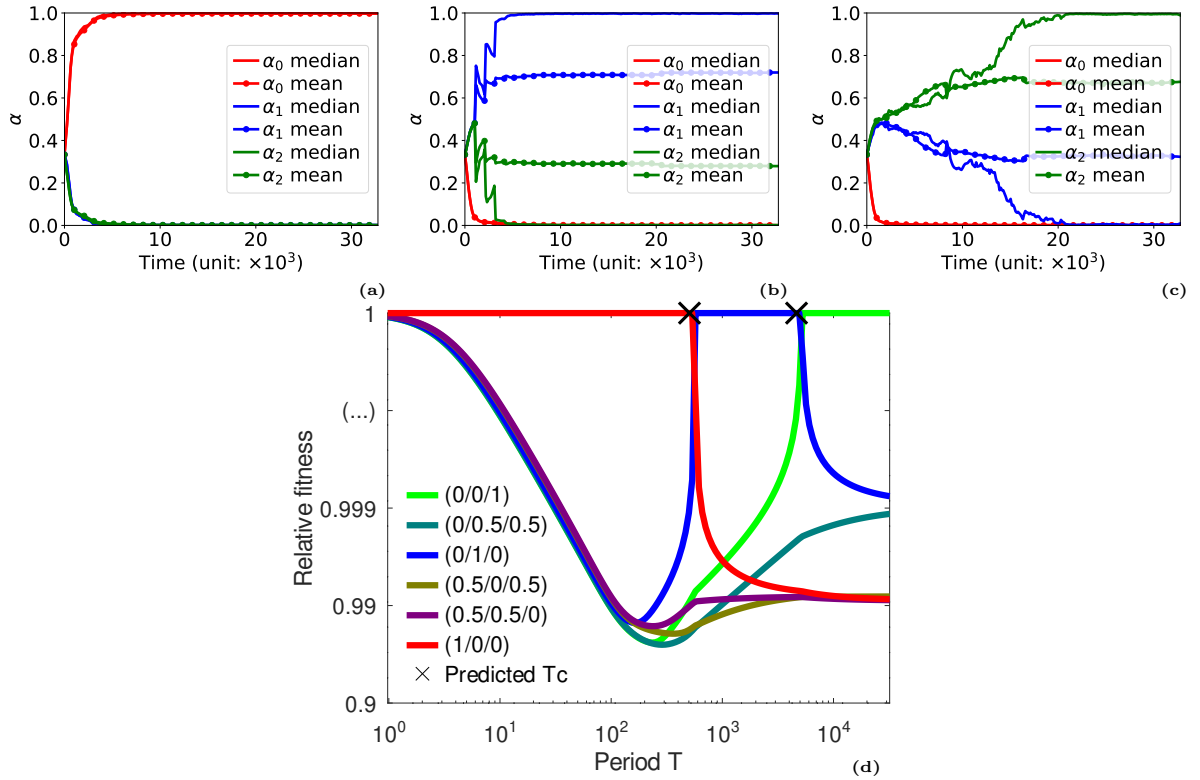 1.0
0.8
0.6
0.4
0.2
0.0
α
0 10 20 30
Time (unit: ×10³)
α₀ median
α₀ mean
α₁ median
α₁ mean
α₂ median
α₂ mean
(a)
1.0
0.8
0.6
0.4
0.2
0.0
α
0 10 20 30
Time (unit: ×10³)
α₀ median
α₀ mean
α₁ median
α₁ mean
α₂ median
α₂ mean
(b)
1.0
0.8
0.6
0.4
0.2
0.0
α
0 10 20 30
Time (unit: ×10³)
α₀ median
α₀ mean
α₁ median
α₁ mean
α₂ median
α₂ mean
(c)
1
(...)
0.999
0.99
0.9
Relative fitness
(0/0/1)
(0/0.5/0.5)
(0/1/0)
(0.5/0/0.5)
(0.5/0.5/0)
(1/0/0)
Predicted Tc
10⁰ 10¹ 10² 10³ 10⁴
Period T
(d)